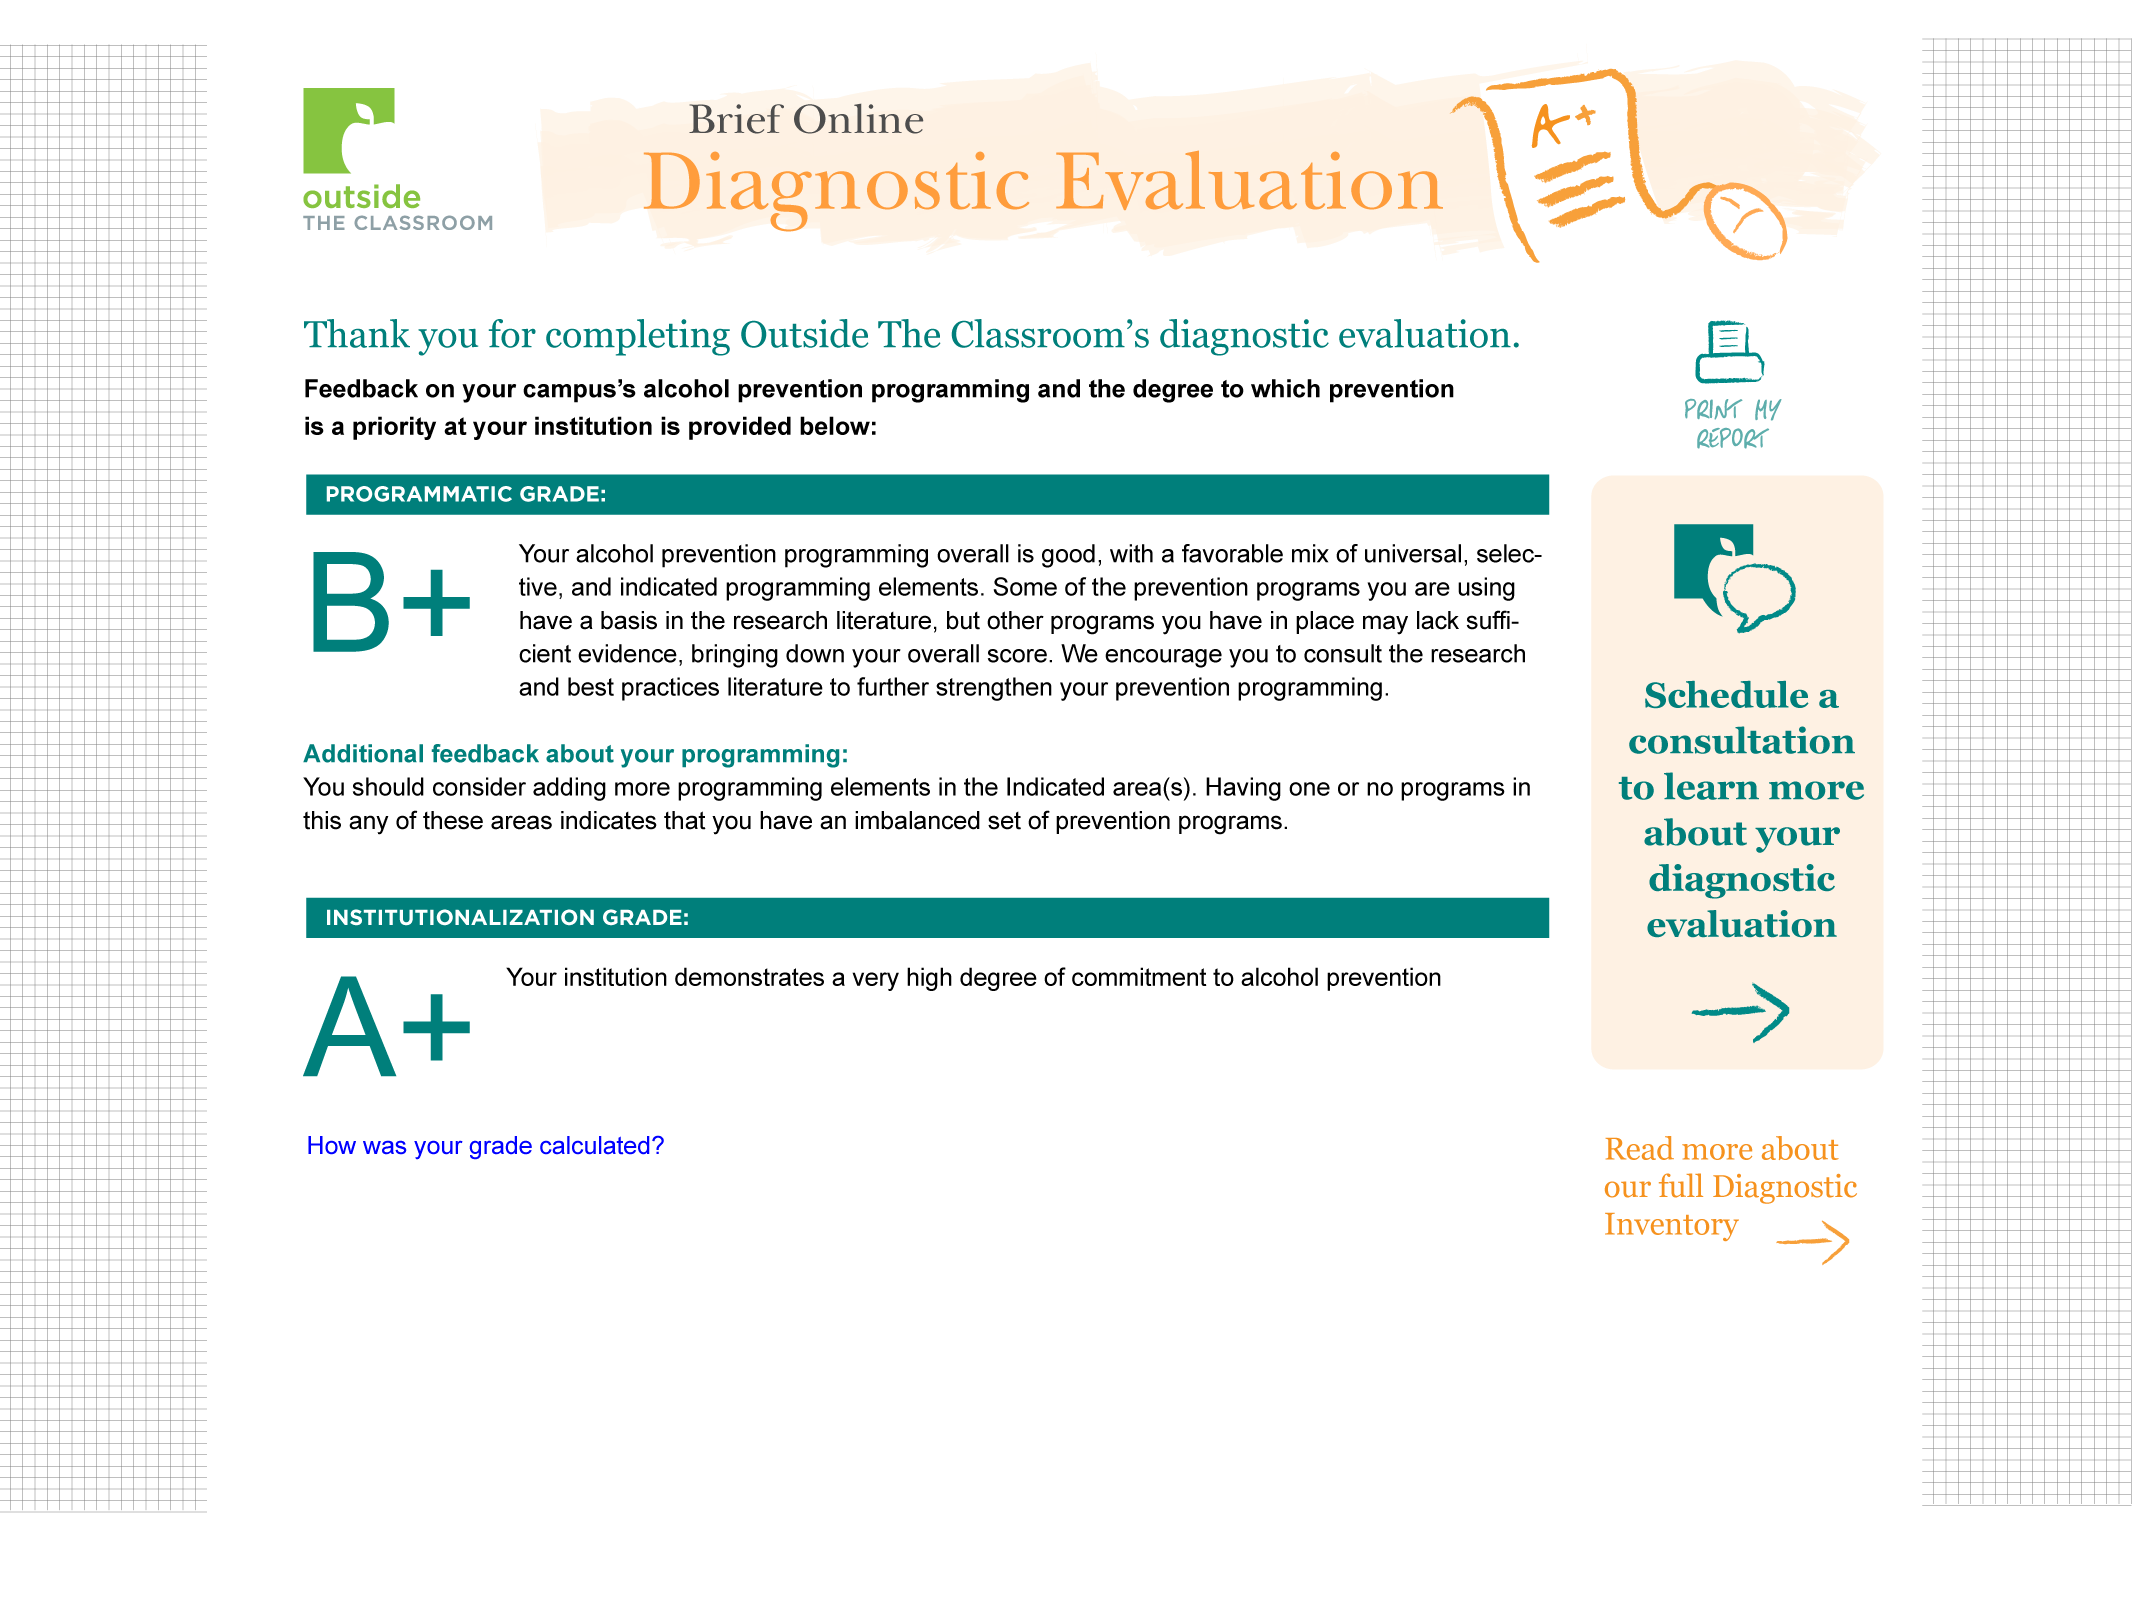 outside
THE CLASSROOM
Brief Online
Diagnostic Evaluation
A+
Thank you for completing Outside The Classroom’s diagnostic evaluation.
Feedback on your campus’s alcohol prevention programming and the degree to which prevention
is a priority at your institution is provided below:
PRINT MY
REPORT
PROGRAMMATIC GRADE:
B+
Your alcohol prevention programming overall is good, with a favorable mix of universal, selec-
tive, and indicated programming elements. Some of the prevention programs you are using
have a basis in the research literature, but other programs you have in place may lack suffi-
cient evidence, bringing down your overall score. We encourage you to consult the research
and best practices literature to further strengthen your prevention programming.
Additional feedback about your programming:
You should consider adding more programming elements in the Indicated area(s). Having one or no programs in
this any of these areas indicates that you have an imbalanced set of prevention programs.
INSTITUTIONALIZATION GRADE:
A+
Your institution demonstrates a very high degree of commitment to alcohol prevention
How was your grade calculated?
Schedule a
consultation
to learn more
about your
diagnostic
evaluation
Read more about
our full Diagnostic
Inventory